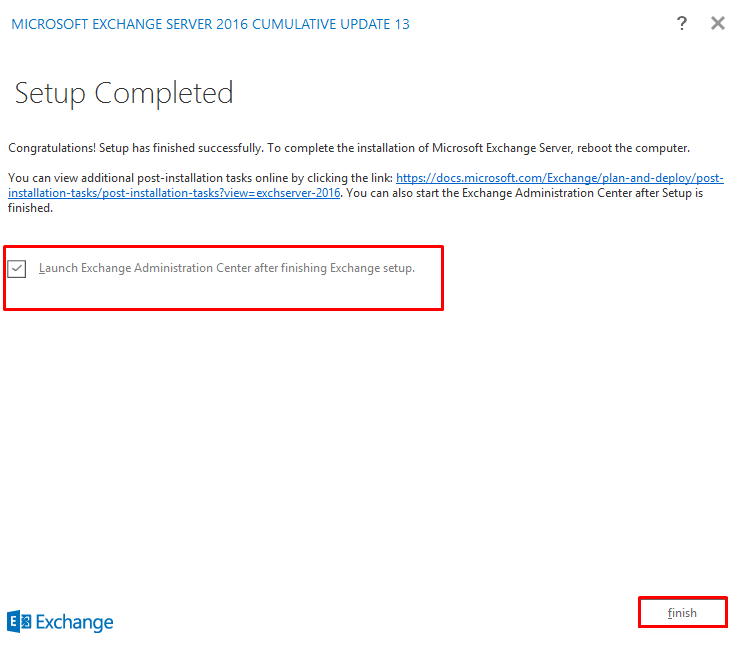 MICROSOFT EXCHANGE SERVER 2016 CUMULATIVE UPDATE 13
?
Setup Completed
Congratulations! Setup has finished successfully. To complete the installation of Microsoft Exchange Server, reboot the computer.
You can view additional post-installation tasks online by clicking the link: https://docs.microsoft.com/Exchange/plan-and-deploy/post-
installation-tasks/post-installation-tasks?view=exchserver-2016. You can also start the Exchange Administration Center after Setup is
finished.
Launch Exchange Administration Center after finishing Exchange setup.
finish
E Exchange